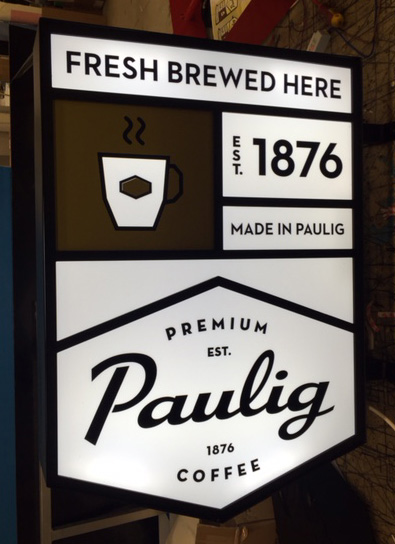 FRESH BREWED HERE
EST. 1876
MADE IN PAULIG
PREMIUM
EST.
Paulig
1876
COFFEE